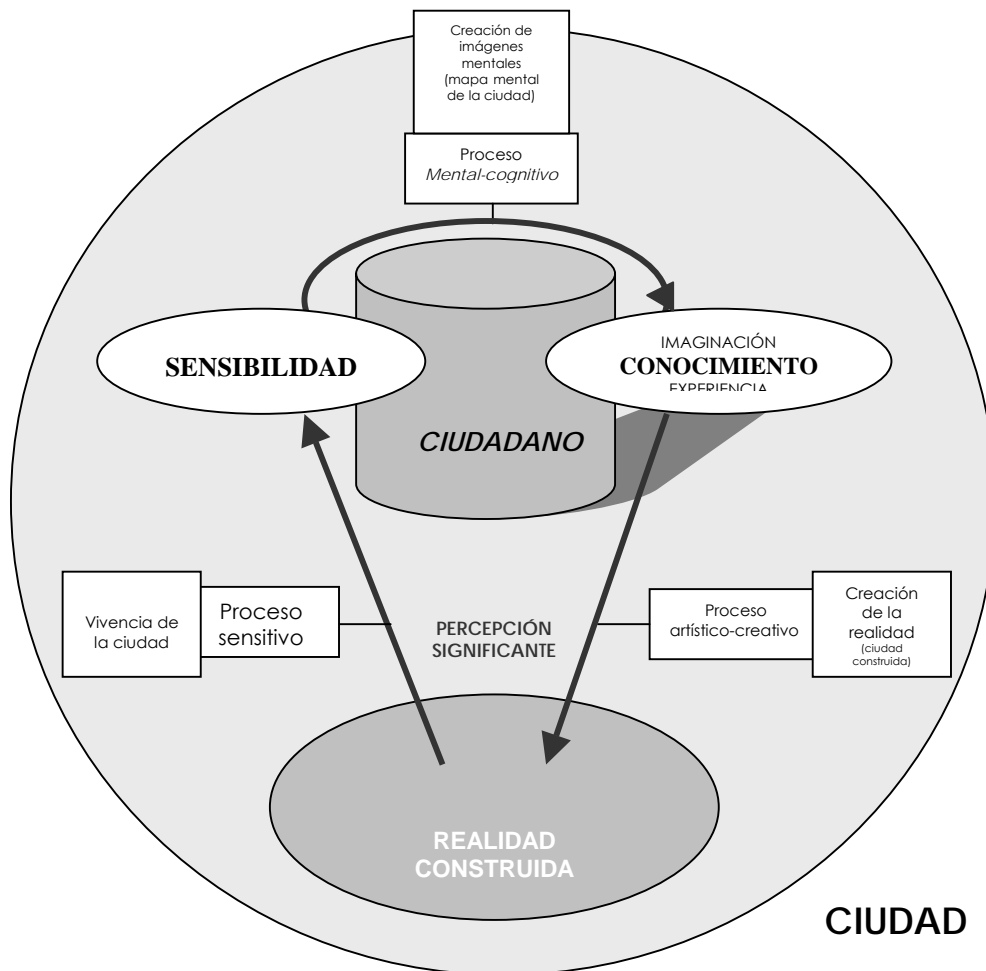 Creación de
imágenes
mentales
(mapa mental
de la ciudad)
Proceso
Mental-cognitivo
SENSIBILIDAD
IMAGINACIÓN
CONOCIMIENTO
EXPERIENCIA
CIUDADANO
Vivencia de
la ciudad
Proceso
sensitivo
PERCEPCIÓN
SIGNIFICANTE
Proceso
artístico-creativo
Creación
de la
realidad
(ciudad
construida)
REALIDAD
CONSTRUIDA
CIUDAD